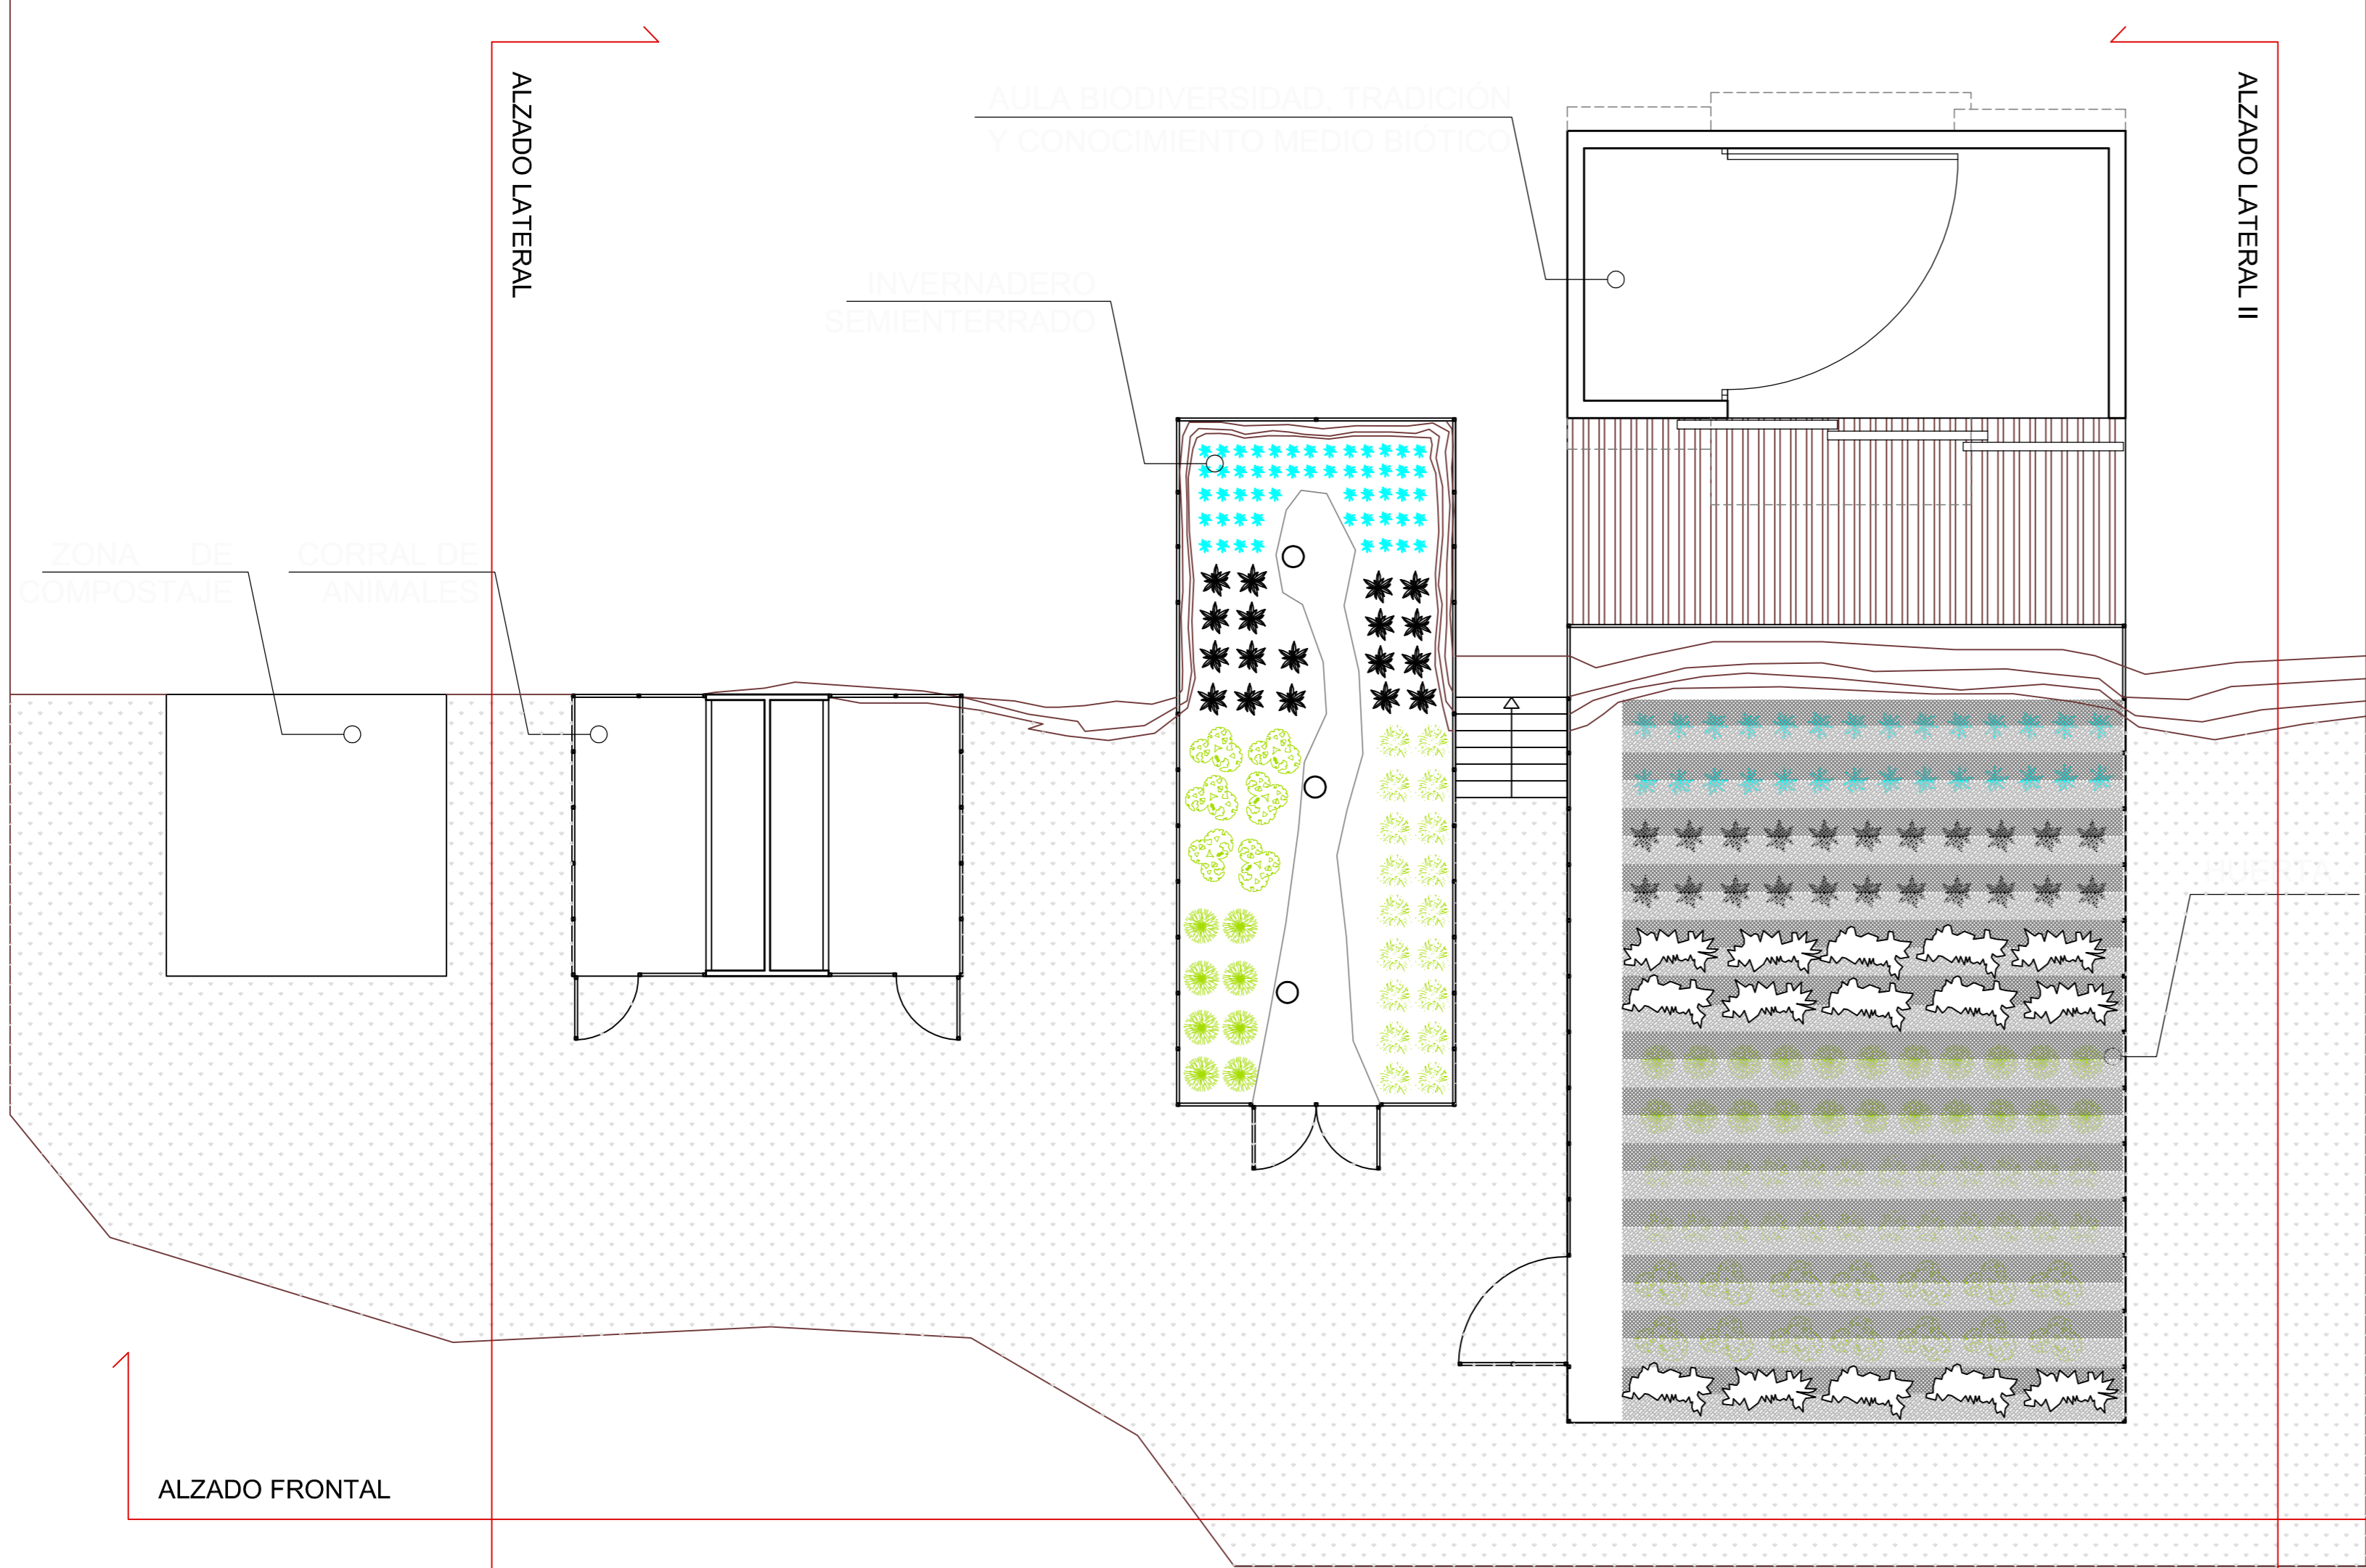 ALZADO LATERAL
AULA BIODIVERSIDAD, TRADICIÓN
Y CONOCIMIENTO MEDIO BIÓTICO
ALZADO LATERAL II
INVERNADERO
SEMIENTERRADO
ZONA DE
COMPOSTAJE
CORRAL DE
ANIMALES
ALZADO FRONTAL